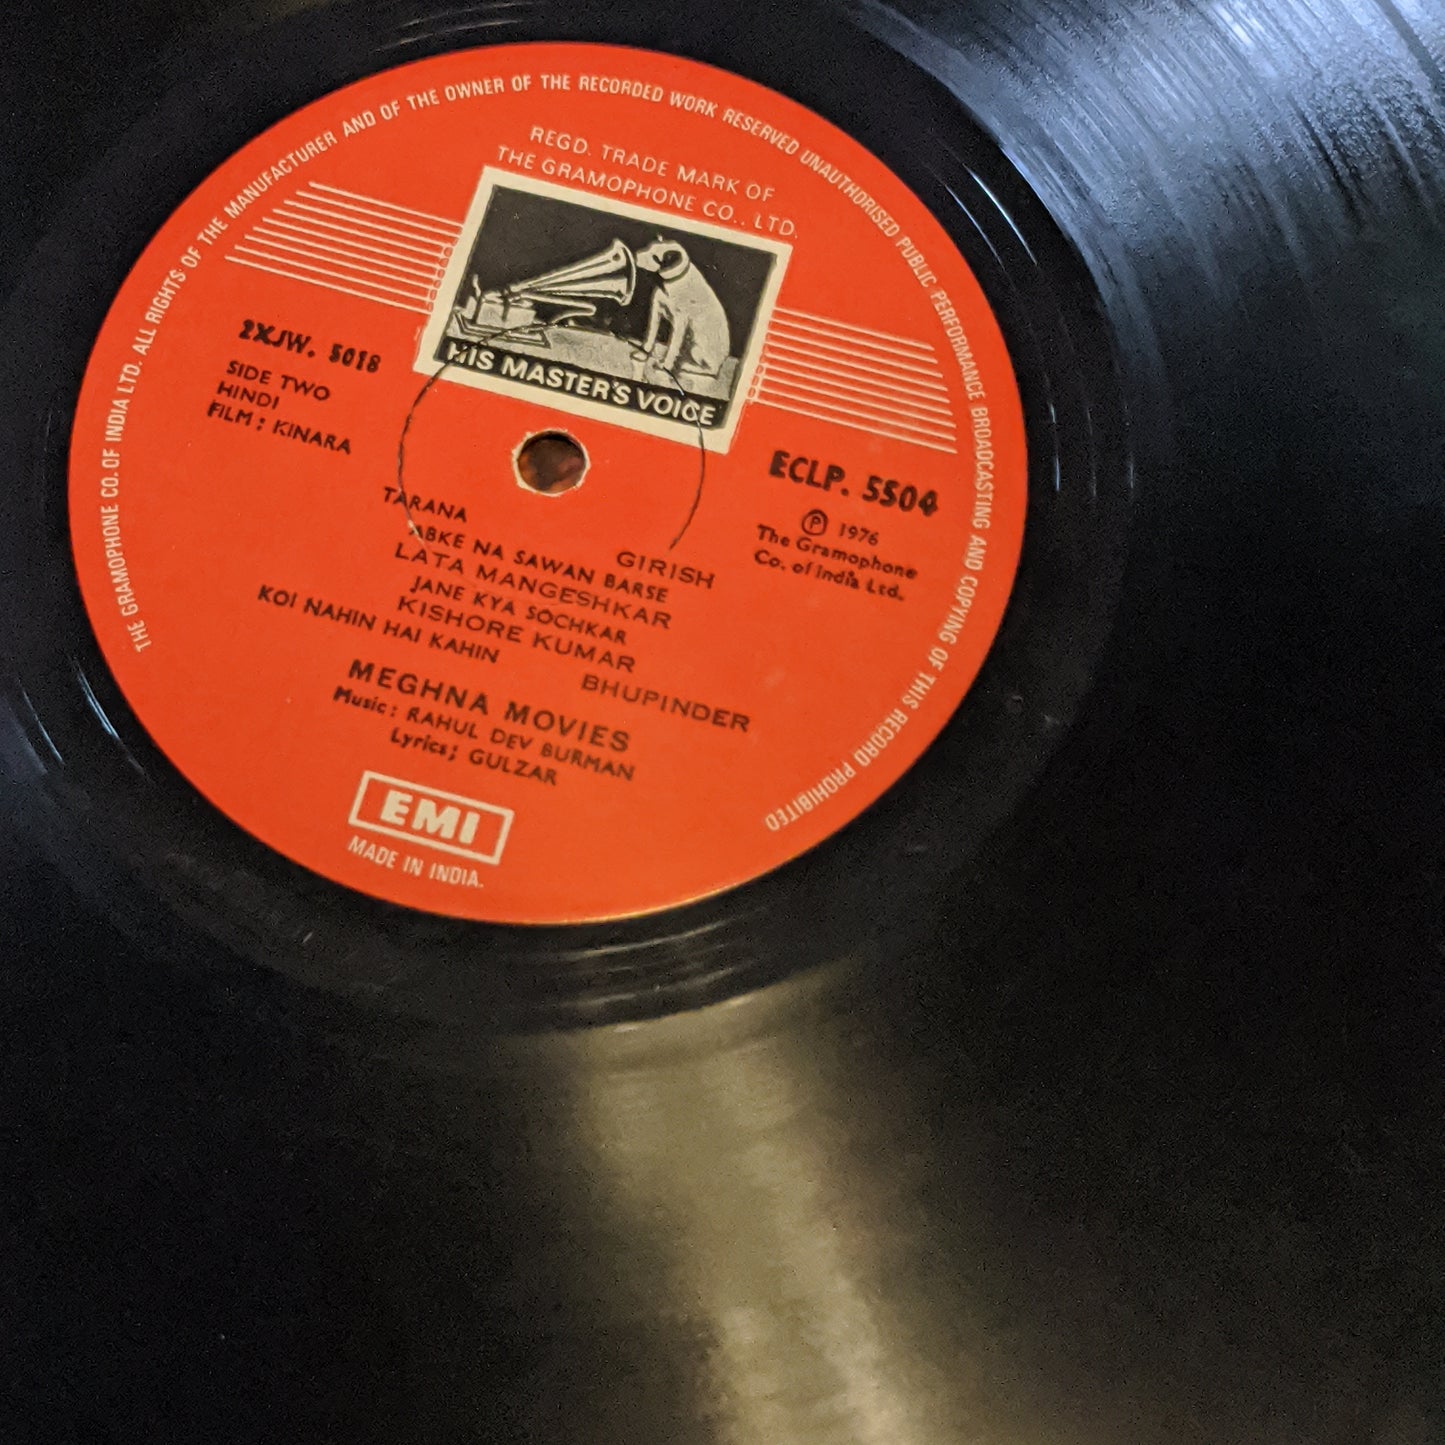 THE GRAMOPHONE CO. OF INDIA LTD. ALL RIGHTS OF THE MANUFACTURER AND OF THE OWNER OF THE RECORDED WORK RESERVED UNAUTHORISED PUBLIC PERFORMANCE BROADCASTING AND COPYING OF THIS RECORD PROHIBITED
REGD. TRADE MARK OF
THE GRAMOPHONE CO., LTD.
HIS MASTER'S VOICE
2XJW. 5018
SIDE TWO
HINDI
FILM : KINARA
ECLP. 5504
℗ 1976
The Gramophone
Co. of India Ltd.
TARANA
GIRISH
ABKE NA SAWAN BARSE
LATA MANGESHKAR
JANE KYA SOCHKAR
KISHORE KUMAR
KOI NAHIN HAI KAHIN
BHUPINDER
MEGHNA MOVIES
Music : RAHUL DEV BURMAN
Lyrics; GULZAR
EMI
MADE IN INDIA.